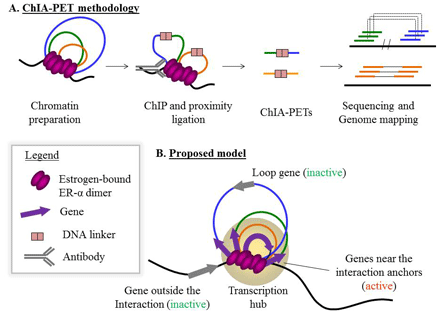 A. ChIA-PET methodology
Chromatin
preparation
ChIP and proximity
ligation
ChIA-PETs
Sequencing and
Genome mapping
Legend
Estrogen-bound
ER-α dimer
Gene
DNA linker
Antibody
B. Proposed model
Loop gene (inactive)
Gene outside the
Interaction (inactive)
Transcription
hub
Genes near the
interaction anchors
(active)